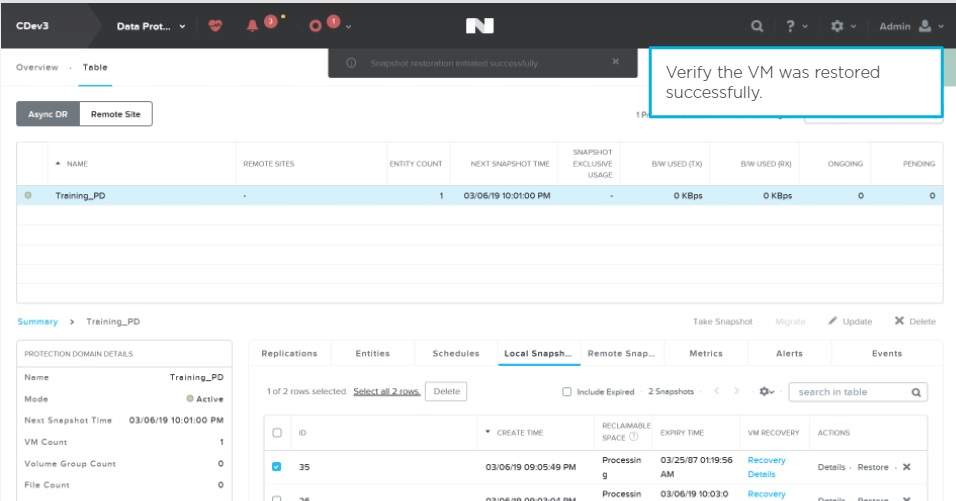 CDev3
Data Prot...
3
1
N
?
Admin
Overview · Table
Snapshot restoration initiated successfully
×
Verify the VM was restored
successfully.
Async DR
Remote Site
NAME
REMOTE SITES
ENTITY COUNT
NEXT SNAPSHOT TIME
SNAPSHOT
EXCLUSIVE
USAGE
B/W USED (TX)
B/W USED (RX)
ONGOING
PENDING
Training_PD
-
1
03/06/19 10:01:00 PM
-
0 KBps
0 KBps
0
0
Summary > Training_PD
Take Snapshot
Migrate
Update
Delete
PROTECTION DOMAIN DETAILS
Name Training_PD
Mode Active
Next Snapshot Time 03/06/19 10:01:00 PM
VM Count 1
Volume Group Count 0
File Count 0
Replications
Entities
Schedules
Local Snapsh...
Remote Snap...
Metrics
Alerts
Events
1 of 2 rows selected. Select all 2 rows.
Delete
Include Expired · 2 Snapshots
search in table
ID
CREATE TIME
RECLAIMABLE
SPACE ?
EXPIRY TIME
VM RECOVERY
ACTIONS
35
03/06/19 09:05:49 PM
Processin
g
03/25/87 01:19:56
AM
Recovery
Details
Details · Restore · ×
26
03/06/19 09:03:04 PM
Processin
03/06/19 10:03:0
Recovery
Details · Restore